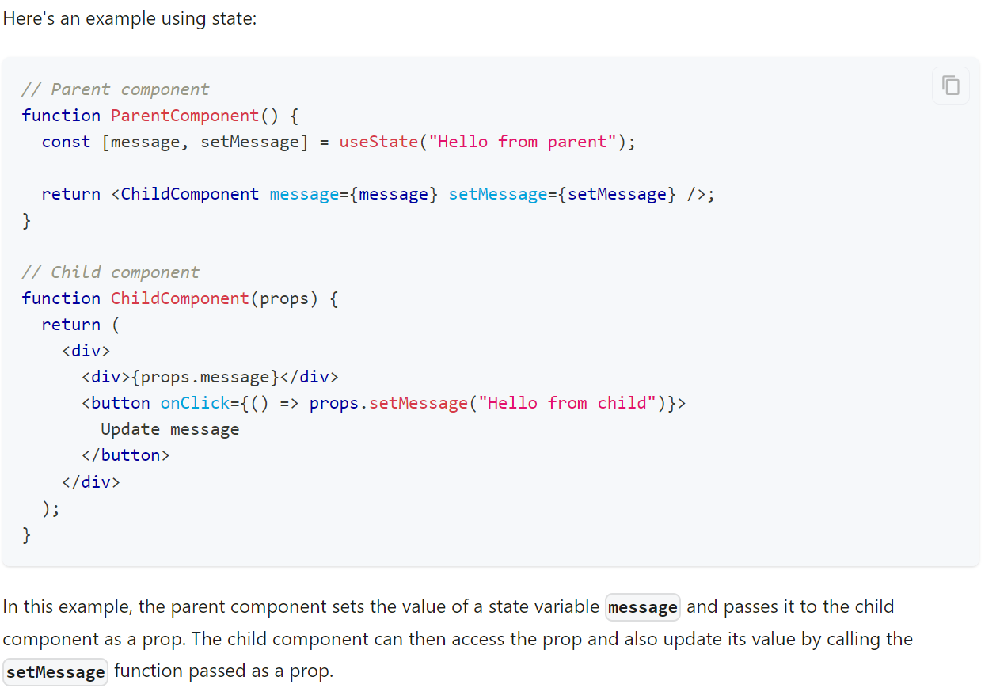 Here's an example using state:
// Parent component
function ParentComponent() {
  const [message, setMessage] = useState("Hello from parent");
  return <ChildComponent message={message} setMessage={setMessage} />;
}
// Child component
function ChildComponent(props) {
  return (
    <div>
      <div>{props.message}</div>
      <button onClick={() => props.setMessage("Hello from child")}>
        Update message
      </button>
    </div>
  );
}
In this example, the parent component sets the value of a state variable message and passes it to the child
component as a prop. The child component can then access the prop and also update its value by calling the
setMessage function passed as a prop.